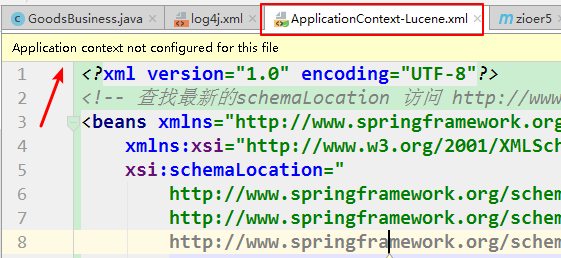 GoodsBusiness.java log4j.xml ApplicationContext-Lucene.xml zioer5
Application context not configured for this file
1 <?xml version="1.0" encoding="UTF-8"?>
2 <!-- 查找最新的schemaLocation 访问 http://www
3 <beans xmlns="http://www.springframework.org
4 xmlns:xsi="http://www.w3.org/2001/XMLSch
5 xsi:schemaLocation="
6 http://www.springframework.org/schem
7 http://www.springframework.org/schem
8 http://www.springframework.org/schem